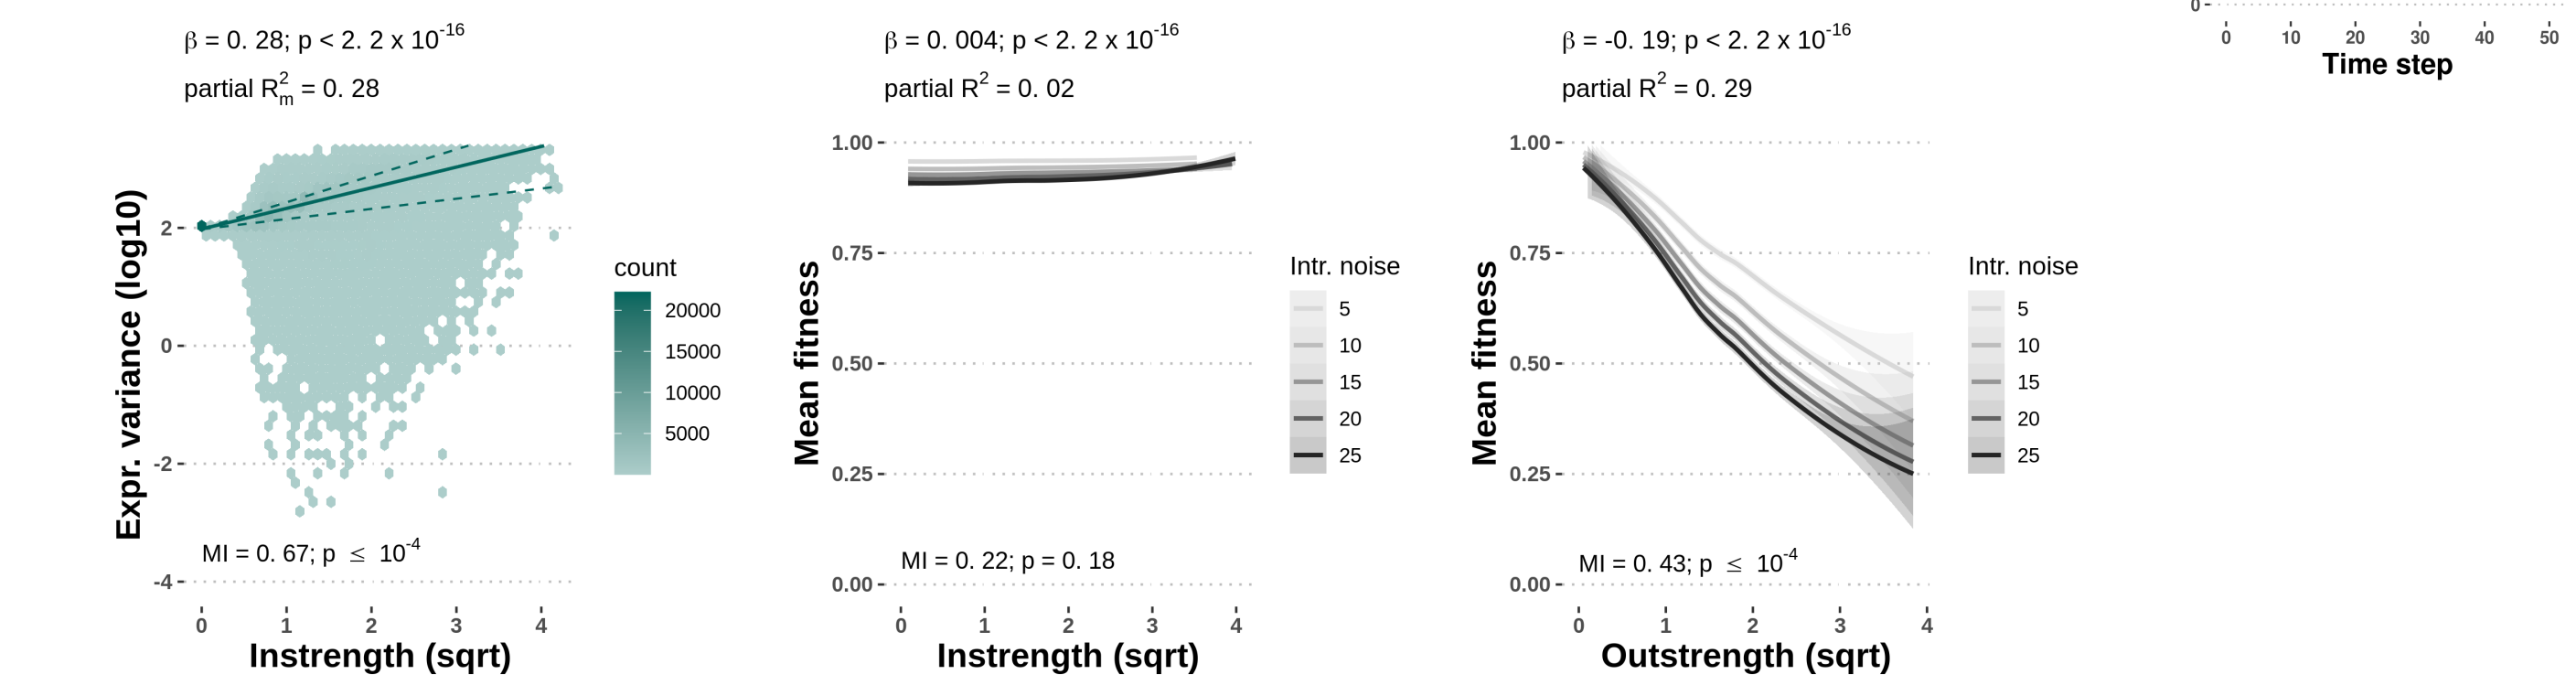 β = 0. 28; p < 2. 2 x 10-16
partial R2m = 0. 28
Expr. variance (log10)
2
0
-2
-4
MI = 0. 67; p ≤ 10-4
0 1 2 3 4
Instrength (sqrt)
count
20000
15000
10000
5000
β = 0. 004; p < 2. 2 x 10-16
partial R2 = 0. 02
Mean fitness
1.00
0.75
0.50
0.25
0.00
MI = 0. 22; p = 0. 18
0 1 2 3 4
Instrength (sqrt)
Intr. noise
5
10
15
20
25
β = -0. 19; p < 2. 2 x 10-16
partial R2 = 0. 29
Mean fitness
1.00
0.75
0.50
0.25
0.00
MI = 0. 43; p ≤ 10-4
0 1 2 3 4
Outstrength (sqrt)
Intr. noise
5
10
15
20
25
0
0 10 20 30 40 50
Time step